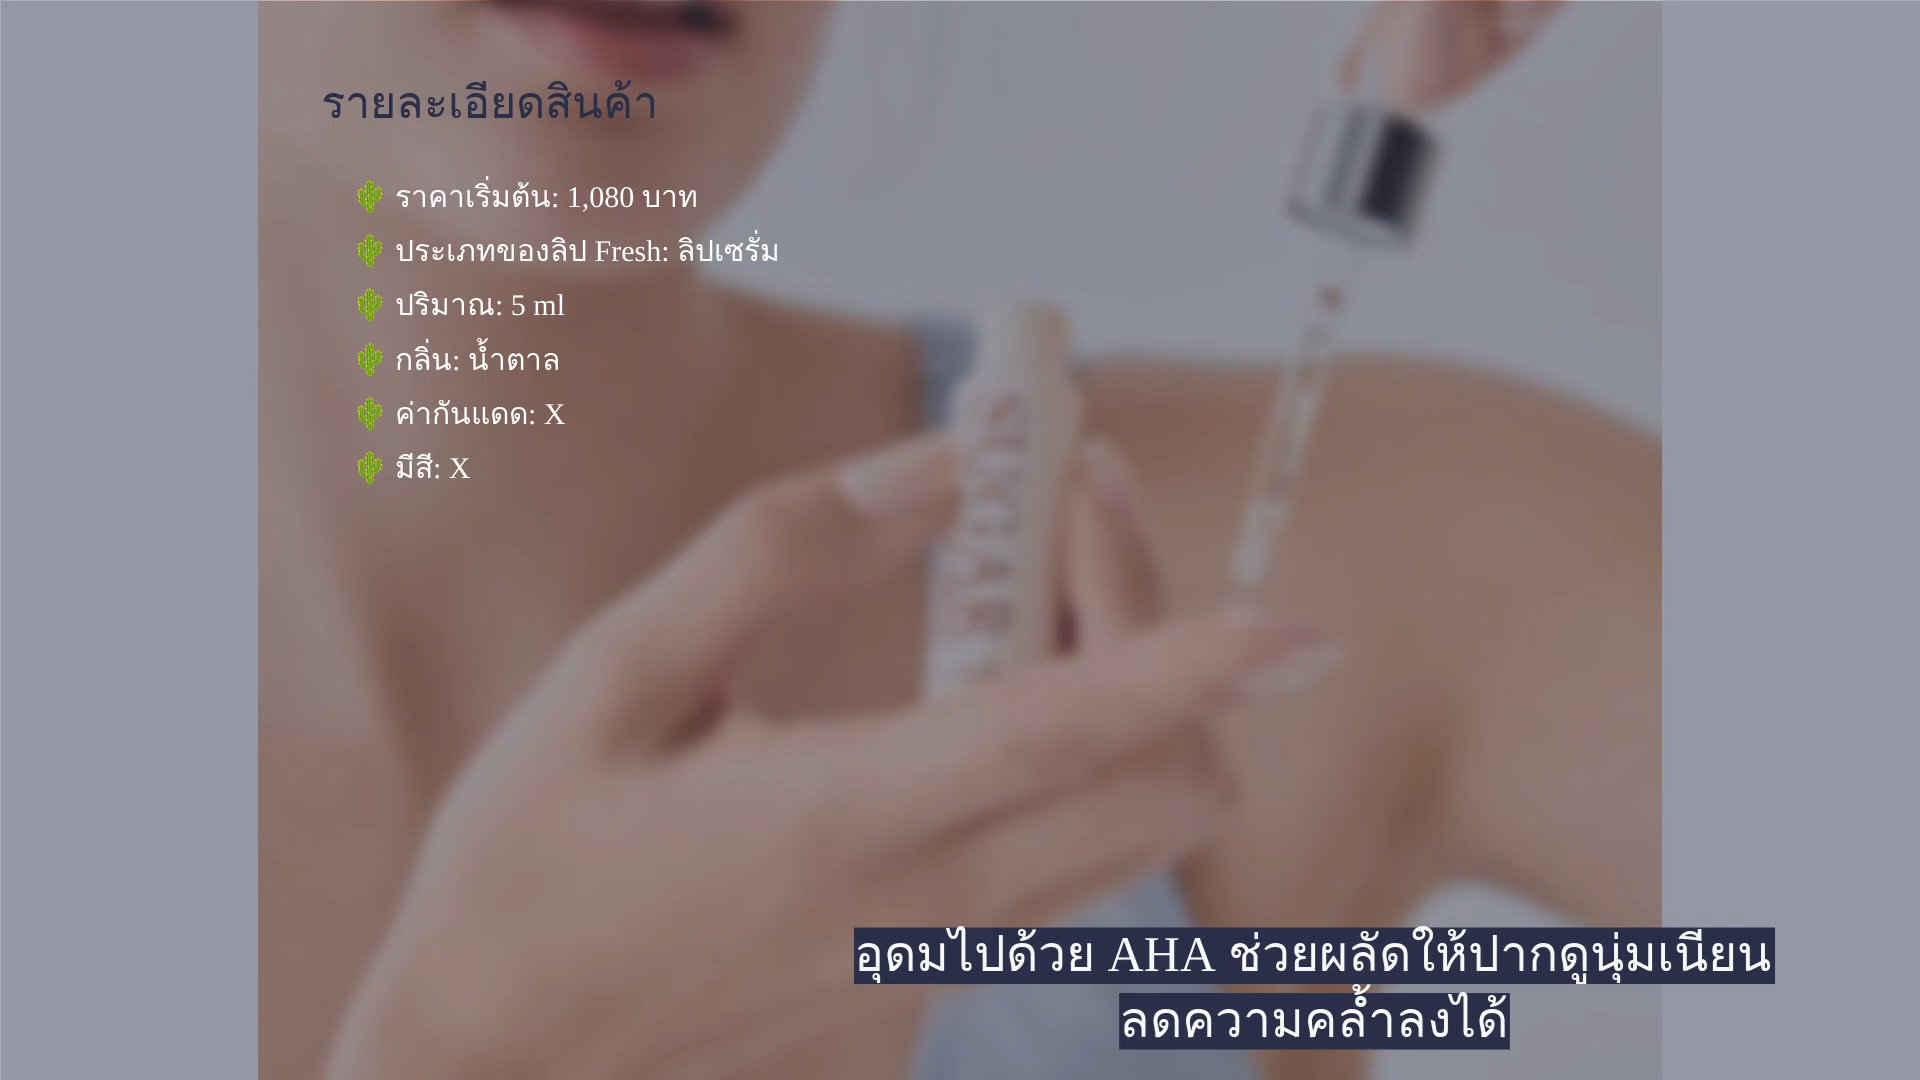 รายละเอียดสินค้า
🌵 ราคาเริ่มต้น: 1,080 บาท
🌵 ประเภทของลิป Fresh: ลิปเซรั่ม
🌵 ปริมาณ: 5 ml
🌵 กลิ่น: น้ำตาล
🌵 ค่ากันแดด: X
🌵 มีสี: X
SUGAR
อุดมไปด้วย AHA ช่วยผลัดให้ปากดูนุ่มเนียน
ลดความคล้ำลงได้